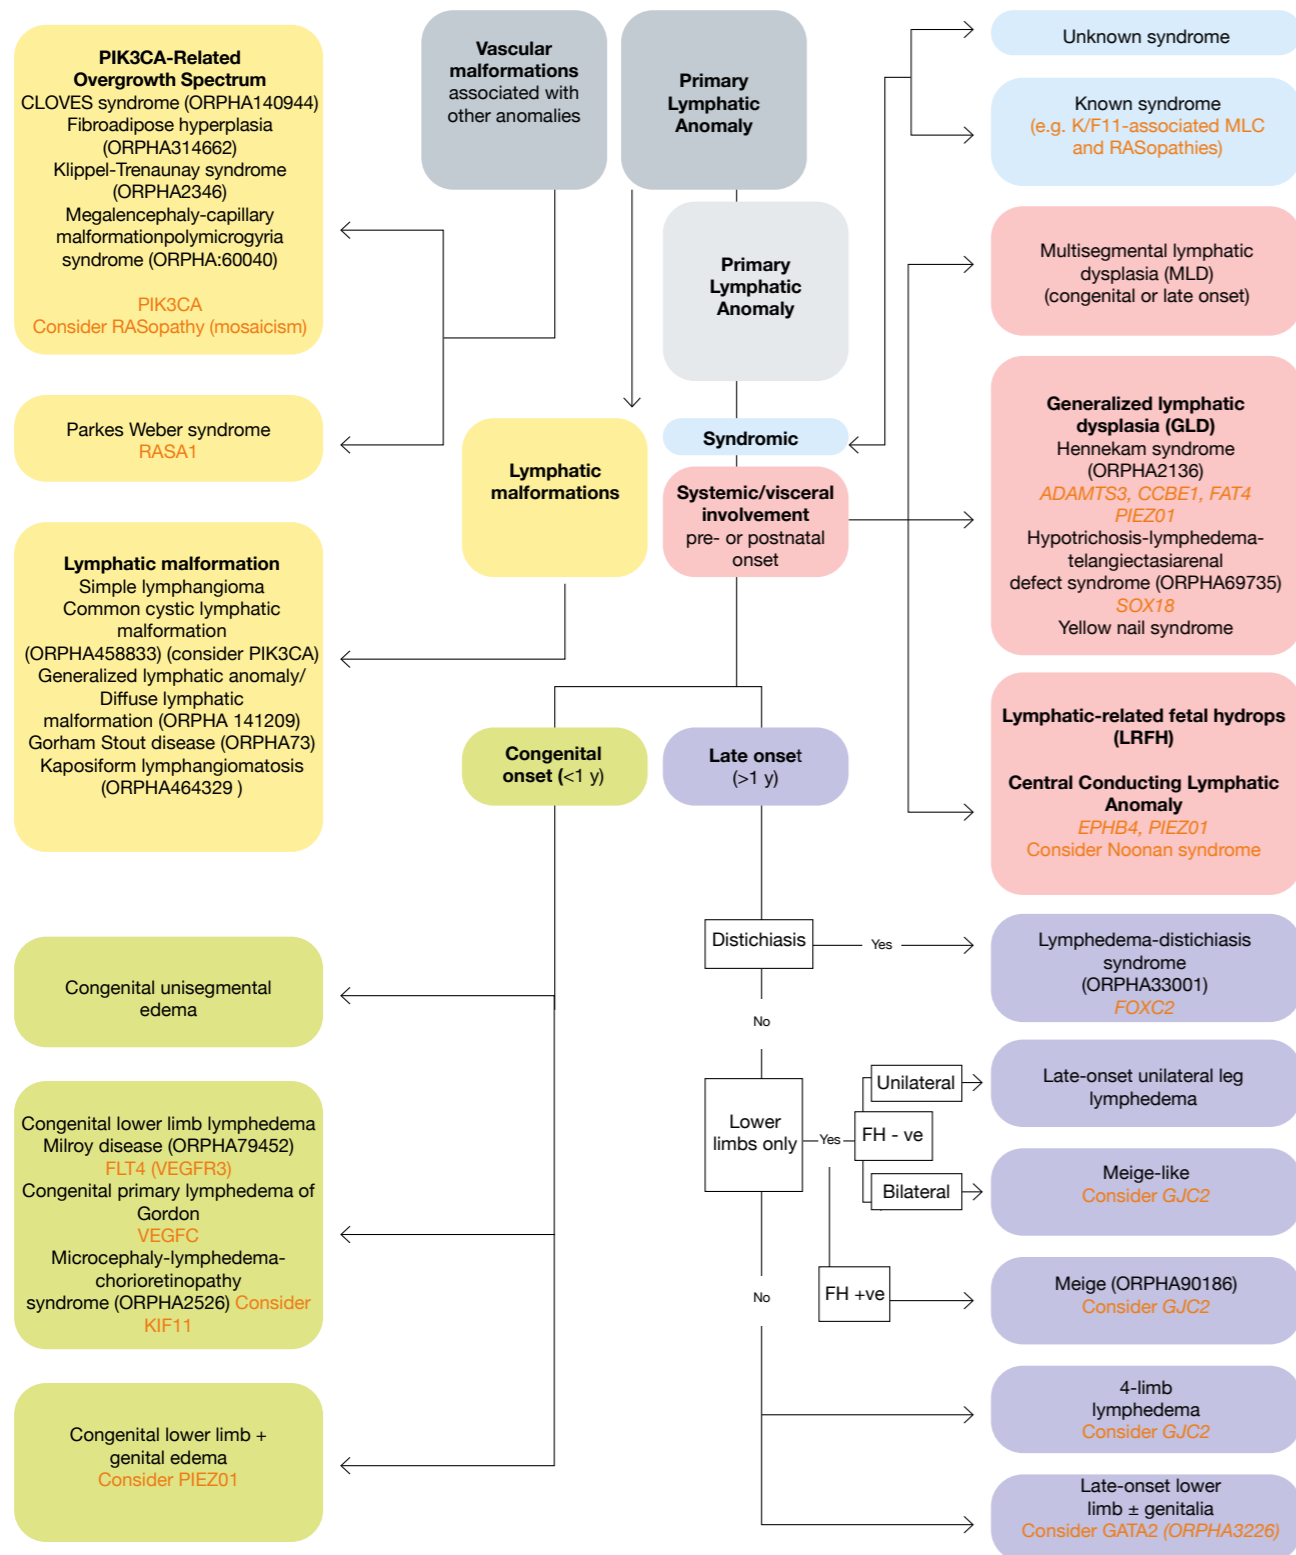 PIK3CA-Related
Overgrowth Spectrum
CLOVES syndrome (ORPHA140944)
Fibroadipose hyperplasia
(ORPHA314662)
Klippel-Trenaunay syndrome
(ORPHA2346)
Megalencephaly-capillary
malformationpolymicrogyria
syndrome (ORPHA:60040)
PIK3CA
Consider RASopathy (mosaicism)
Parkes Weber syndrome
RASA1
Lymphatic malformation
Simple lymphangioma
Common cystic lymphatic
malformation
(ORPHA458833) (consider PIK3CA)
Generalized lymphatic anomaly/
Diffuse lymphatic
malformation (ORPHA 141209)
Gorham Stout disease (ORPHA73)
Kaposiform lymphangiomatosis
(ORPHA464329 )
Congenital unisegmental
edema
Congenital lower limb lymphedema
Milroy disease (ORPHA79452)
FLT4 (VEGFR3)
Congenital primary lymphedema of
Gordon
VEGFC
Microcephaly-lymphedema-
chorioretinopathy
syndrome (ORPHA2526) Consider
KIF11
Congenital lower limb +
genital edema
Consider PIEZ01
Vascular
malformations
associated with
other anomalies
Primary
Lymphatic
Anomaly
Primary
Lymphatic
Anomaly
Syndromic
Lymphatic
malformations
Systemic/visceral
involvement
pre- or postnatal
onset
Congenital
onset (<1 y)
Late onset
(>1 y)
Distichiasis
Yes
No
Lower
limbs only
Yes
Unilateral
FH - ve
Bilateral
FH +ve
No
Unknown syndrome
Known syndrome
(e.g. K/F11-associated MLC
and RASopathies)
Multisegmental lymphatic
dysplasia (MLD)
(congenital or late onset)
Generalized lymphatic
dysplasia (GLD)
Hennekam syndrome
(ORPHA2136)
ADAMTS3, CCBE1, FAT4
PIEZ01
Hypotrichosis-lymphedema-
telangiectasiarenal
defect syndrome (ORPHA69735)
SOX18
Yellow nail syndrome
Lymphatic-related fetal hydrops
(LRFH)
Central Conducting Lymphatic
Anomaly
EPHB4, PIEZ01
Consider Noonan syndrome
Lymphedema-distichiasis
syndrome
(ORPHA33001)
FOXC2
Late-onset unilateral leg
lymphedema
Meige-like
Consider GJC2
Meige (ORPHA90186)
Consider GJC2
4-limb
lymphedema
Consider GJC2
Late-onset lower
limb ± genitalia
Consider GATA2 (ORPHA3226)